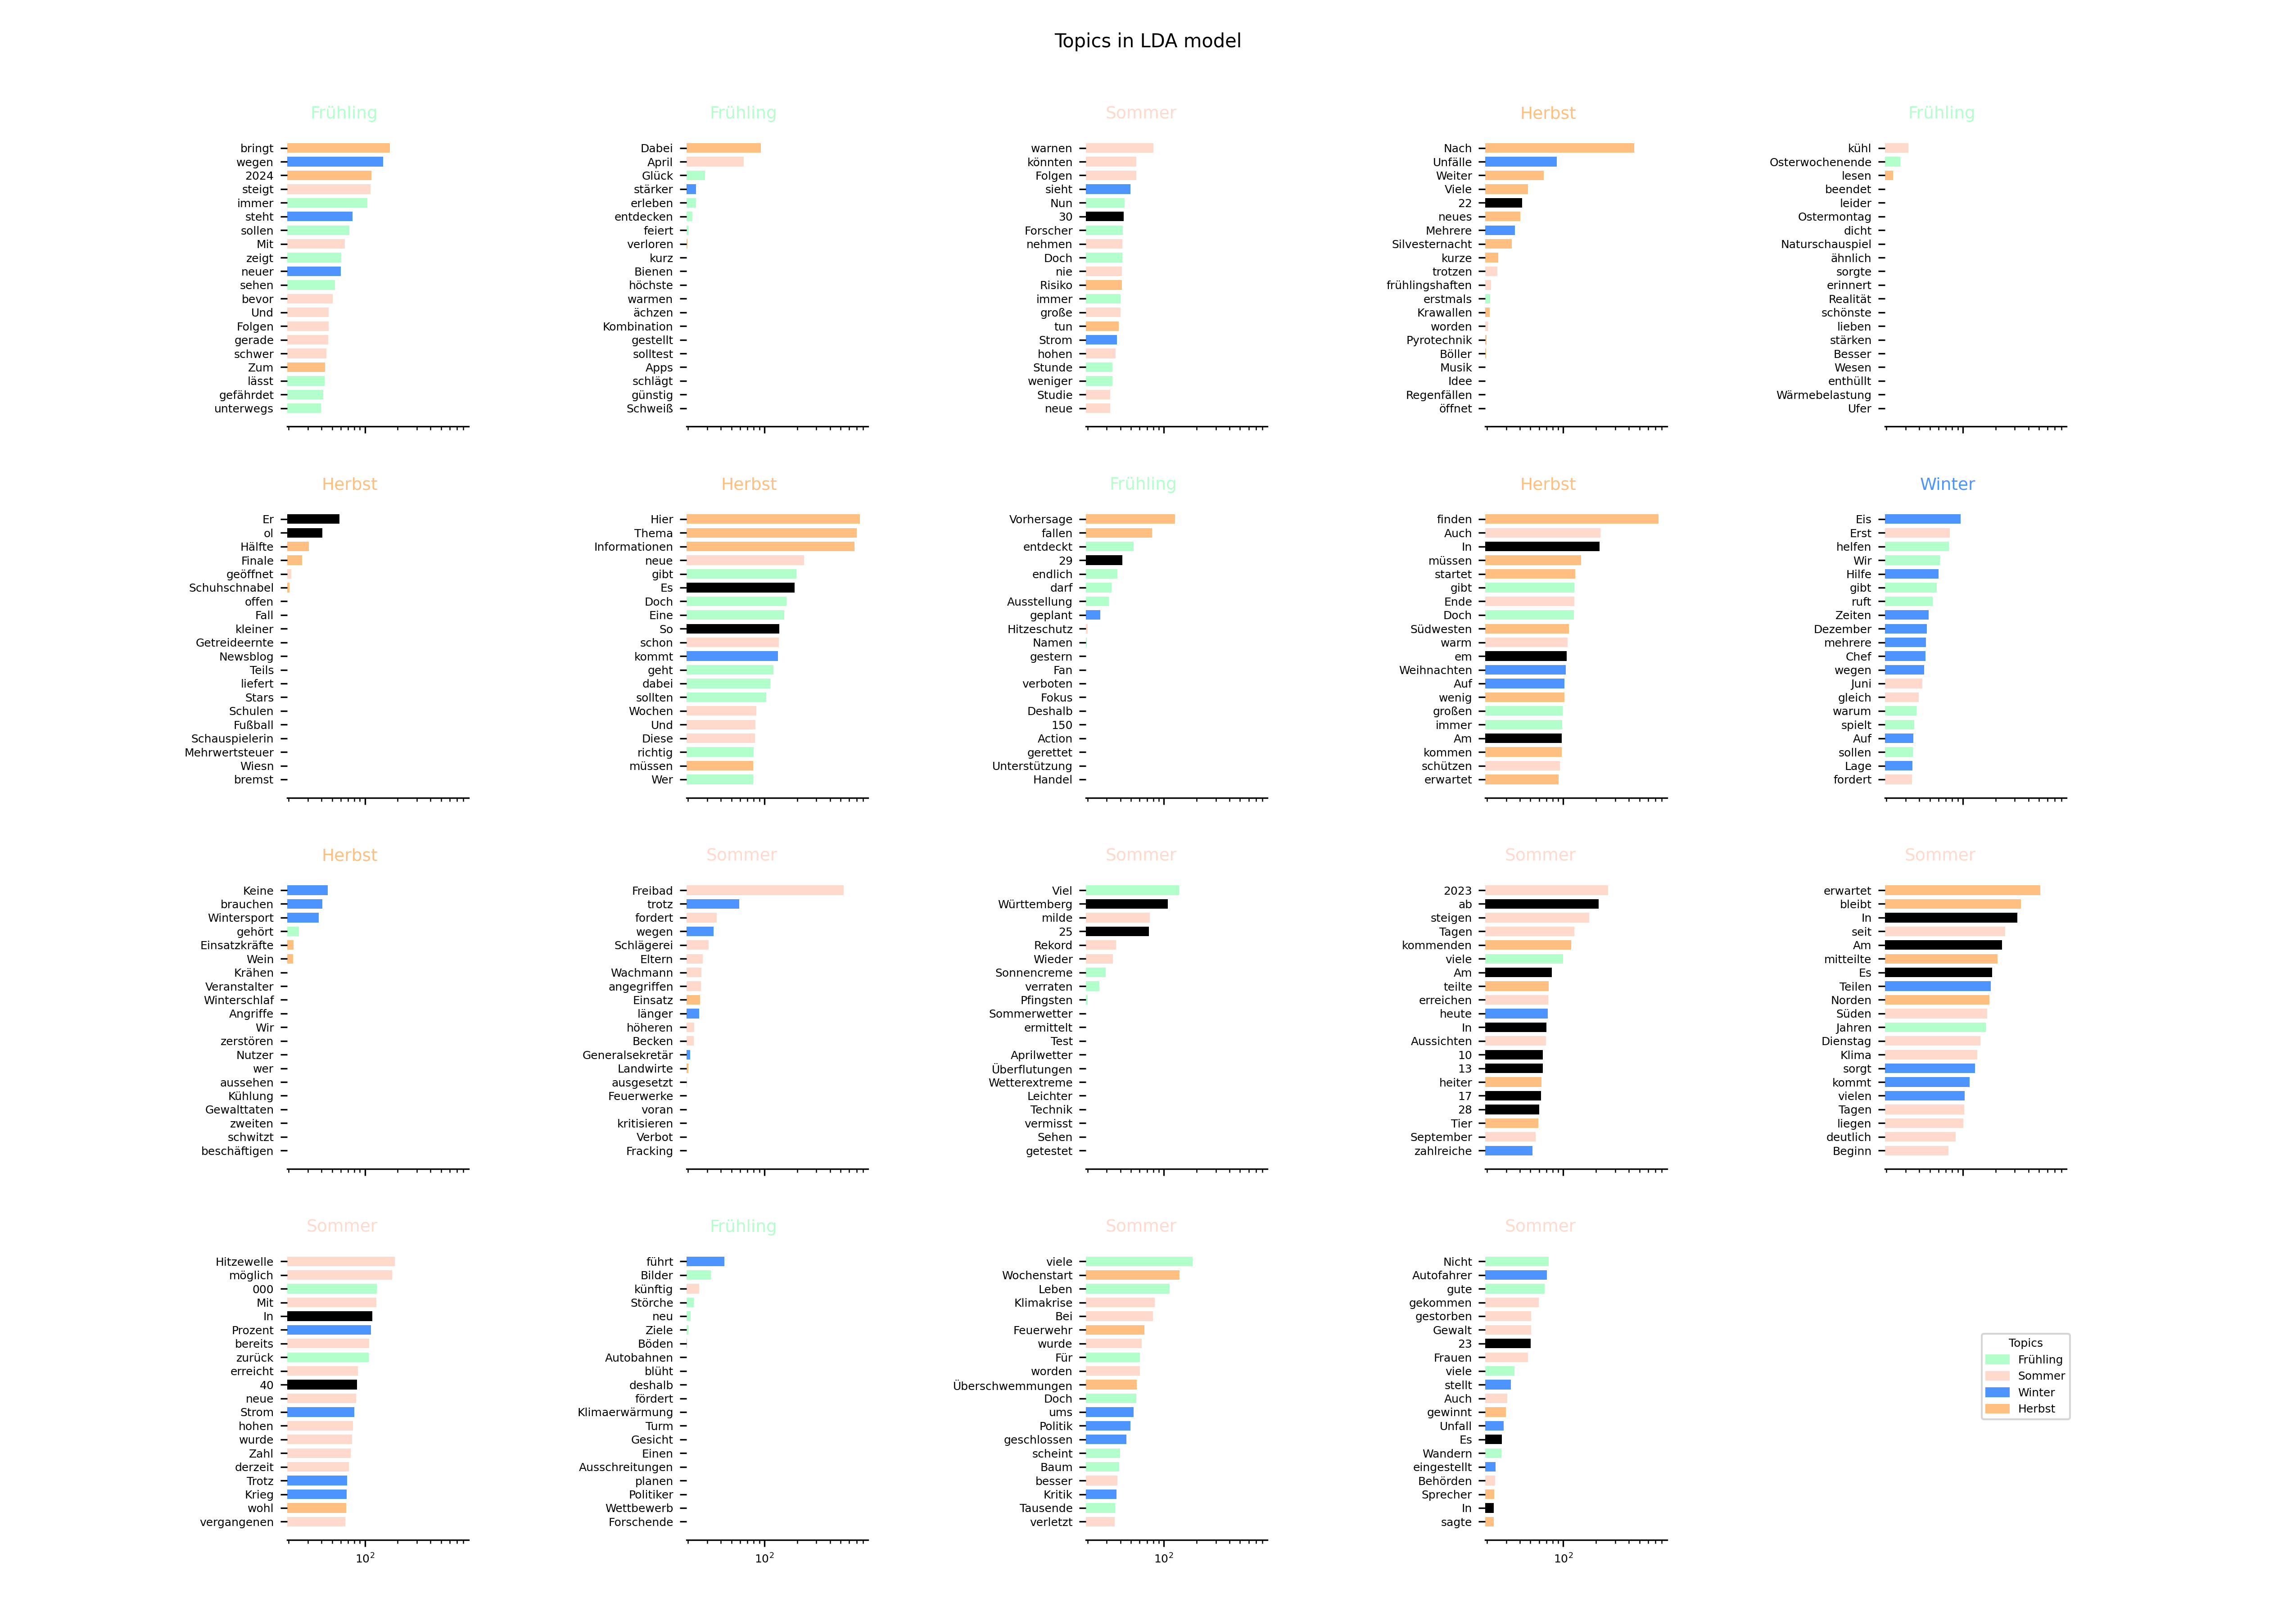 Topics in LDA model
Frühling
bringt
wegen
2024
steigt
immer
steht
sollen
Mit
zeigt
neuer
sehen
bevor
Und
Folgen
gerade
schwer
Zum
lässt
gefährdet
unterwegs
Frühling
Dabei
April
Glück
stärker
erleben
entdecken
feiert
verloren
kurz
Bienen
höchste
warmen
ächzen
Kombination
gestellt
solltest
Apps
schlägt
günstig
Schweiß
Sommer
warnen
könnten
Folgen
sieht
Nun
30
Forscher
nehmen
Doch
nie
Risiko
immer
große
tun
Strom
hohen
Stunde
weniger
Studie
neue
Herbst
Nach
Unfälle
Weiter
Viele
22
neues
Mehrere
Silvesternacht
kurze
trotzen
frühlingshaften
erstmals
Krawallen
worden
Pyrotechnik
Böller
Musik
Idee
Regenfällen
öffnet
Frühling
kühl
Osterwochenende
lesen
beendet
leider
Ostermontag
dicht
Naturschauspiel
ähnlich
sorgte
erinnert
Realität
schönste
lieben
stärken
Besser
Wesen
enthüllt
Wärmebelastung
Ufer
Herbst
Er
ol
Hälfte
Finale
geöffnet
Schuhschnabel
offen
Fall
kleiner
Getreideernte
Newsblog
Teils
liefert
Stars
Schulen
Fußball
Schauspielerin
Mehrwertsteuer
Wiesn
bremst
Herbst
Hier
Thema
Informationen
neue
gibt
Es
Doch
Eine
So
schon
kommt
geht
dabei
sollten
Wochen
Und
Diese
richtig
müssen
Wer
Frühling
Vorhersage
fallen
entdeckt
29
endlich
darf
Ausstellung
geplant
Hitzeschutz
Namen
gestern
Fan
verboten
Fokus
Deshalb
150
Action
gerettet
Unterstützung
Handel
Herbst
finden
Auch
In
müssen
startet
gibt
Ende
Doch
Südwesten
warm
em
Weihnachten
Auf
wenig
großen
immer
Am
kommen
schützen
erwartet
Winter
Eis
Erst
helfen
Wir
Hilfe
gibt
ruft
Zeiten
Dezember
mehrere
Chef
wegen
Juni
gleich
warum
spielt
Auf
sollen
Lage
fordert
Herbst
Keine
brauchen
Wintersport
gehört
Einsatzkräfte
Wein
Krähen
Veranstalter
Winterschlaf
Angriffe
Wir
zerstören
Nutzer
wer
aussehen
Kühlung
Gewalttaten
zweiten
schwitzt
beschäftigen
Sommer
Freibad
trotz
fordert
wegen
Schlägerei
Eltern
Wachmann
angegriffen
Einsatz
länger
höheren
Becken
Generalsekretär
Landwirte
ausgesetzt
Feuerwerke
voran
kritisieren
Verbot
Fracking
Sommer
Viel
Württemberg
milde
25
Rekord
Wieder
Sonnencreme
verraten
Pfingsten
Sommerwetter
ermittelt
Test
Aprilwetter
Überflutungen
Wetterextreme
Leichter
Technik
vermisst
Sehen
getestet
Sommer
2023
ab
steigen
Tagen
kommenden
viele
Am
teilte
erreichen
heute
In
Aussichten
10
13
heiter
17
28
Tier
September
zahlreiche
Sommer
erwartet
bleibt
In
seit
Am
mitteilte
Es
Teilen
Norden
Süden
Jahren
Dienstag
Klima
sorgt
kommt
vielen
Tagen
liegen
deutlich
Beginn
Sommer
Hitzewelle
möglich
000
Mit
In
Prozent
bereits
zurück
erreicht
40
neue
Strom
hohen
wurde
Zahl
derzeit
Trotz
Krieg
wohl
vergangenen
10²
Frühling
führt
Bilder
künftig
Störche
neu
Ziele
Böden
Autobahnen
blüht
deshalb
fördert
Klimaerwärmung
Turm
Gesicht
Einen
Ausschreitungen
planen
Politiker
Wettbewerb
Forschende
10²
Sommer
viele
Wochenstart
Leben
Klimakrise
Bei
Feuerwehr
wurde
Für
worden
Überschwemmungen
Doch
ums
Politik
geschlossen
scheint
Baum
besser
Kritik
Tausende
verletzt
10²
Sommer
Nicht
Autofahrer
gute
gekommen
gestorben
Gewalt
23
Frauen
viele
stellt
Auch
gewinnt
Unfall
Es
Wandern
eingestellt
Behörden
Sprecher
In
sagte
10²
Topics
Frühling
Sommer
Winter
Herbst